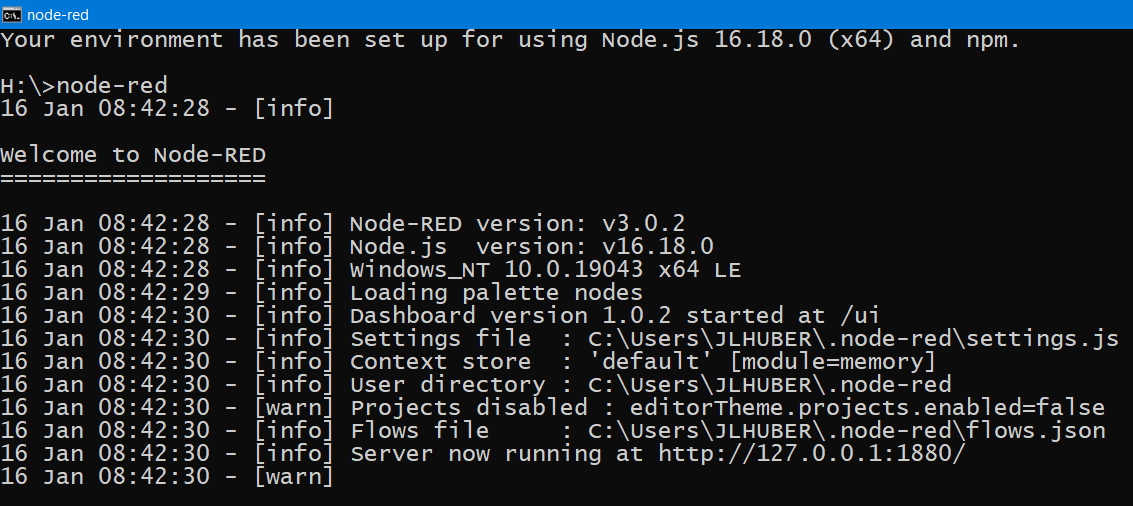 node-red
Your environment has been set up for using Node.js 16.18.0 (x64) and npm.
H:\>node-red
16 Jan 08:42:28 - [info]
Welcome to Node-RED
===================
16 Jan 08:42:28 - [info] Node-RED version: v3.0.2
16 Jan 08:42:28 - [info] Node.js  version: v16.18.0
16 Jan 08:42:28 - [info] Windows_NT 10.0.19043 x64 LE
16 Jan 08:42:29 - [info] Loading palette nodes
16 Jan 08:42:30 - [info] Dashboard version 1.0.2 started at /ui
16 Jan 08:42:30 - [info] Settings file  : C:\Users\JLHUBER\.node-red\settings.js
16 Jan 08:42:30 - [info] Context store  : 'default' [module=memory]
16 Jan 08:42:30 - [info] User directory : C:\Users\JLHUBER\.node-red
16 Jan 08:42:30 - [warn] Projects disabled : editorTheme.projects.enabled=false
16 Jan 08:42:30 - [info] Flows file     : C:\Users\JLHUBER\.node-red\flows.json
16 Jan 08:42:30 - [info] Server now running at http://127.0.0.1:1880/
16 Jan 08:42:30 - [warn]